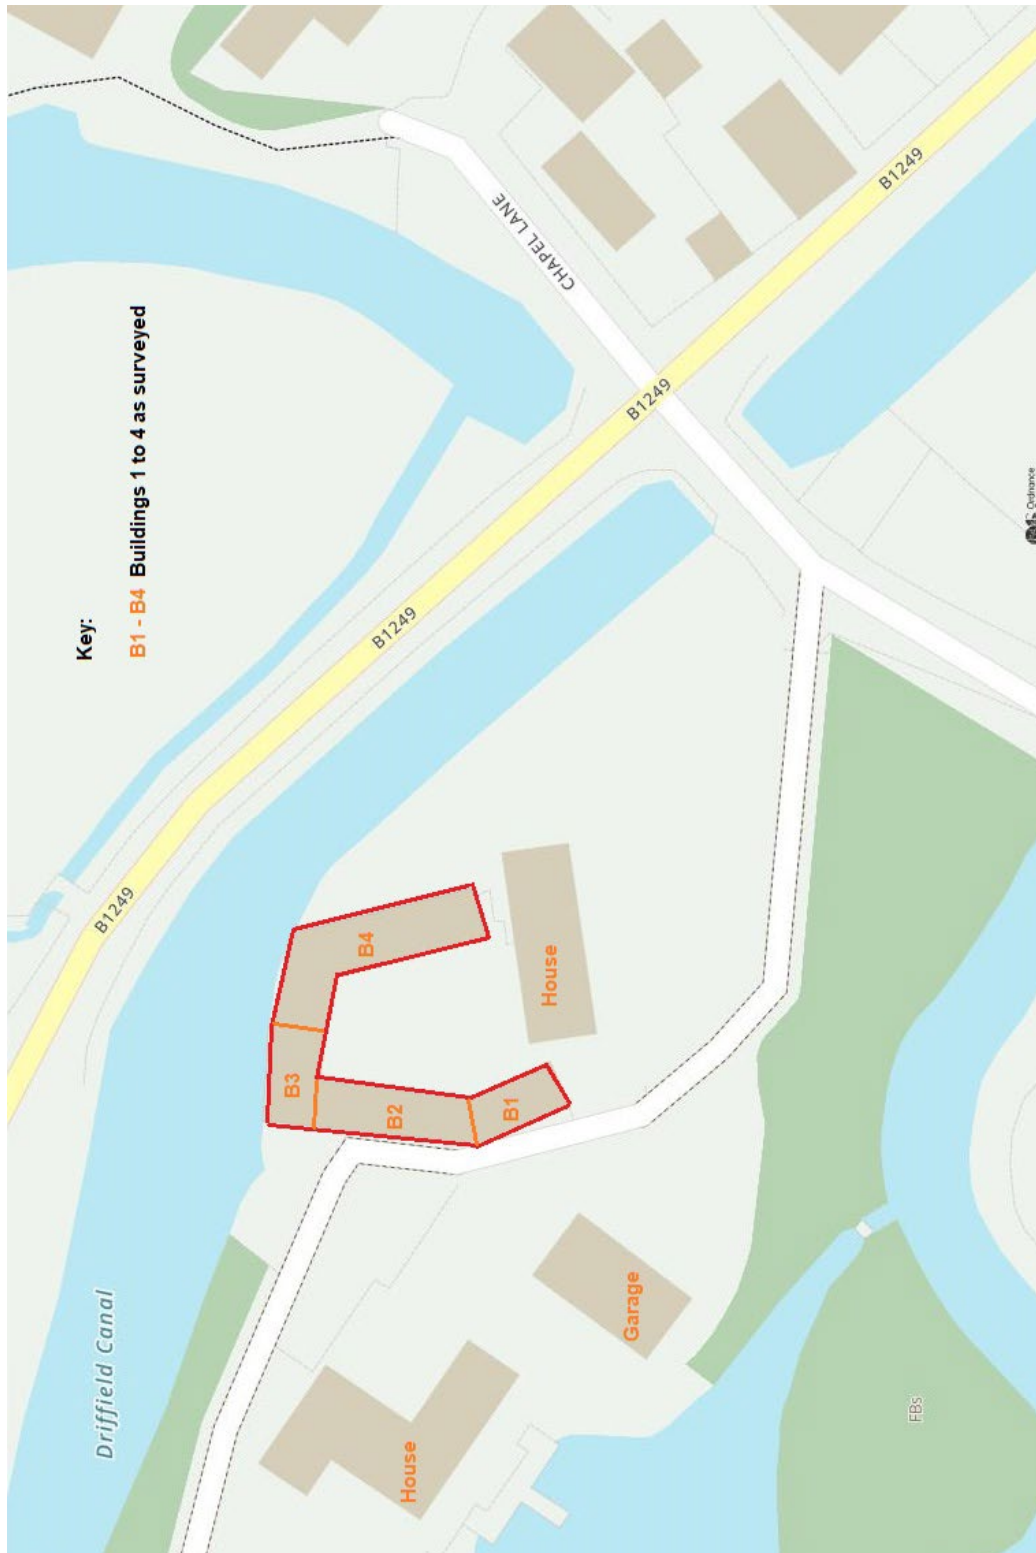 Key:
B1 - B4 Buildings 1 to 4 as surveyed
Driffield Canal
B1249
B1249
B1249
B1249
CHAPEL LANE
B3
B4
B2
B1
House
House
Garage
FBs
Ordnance